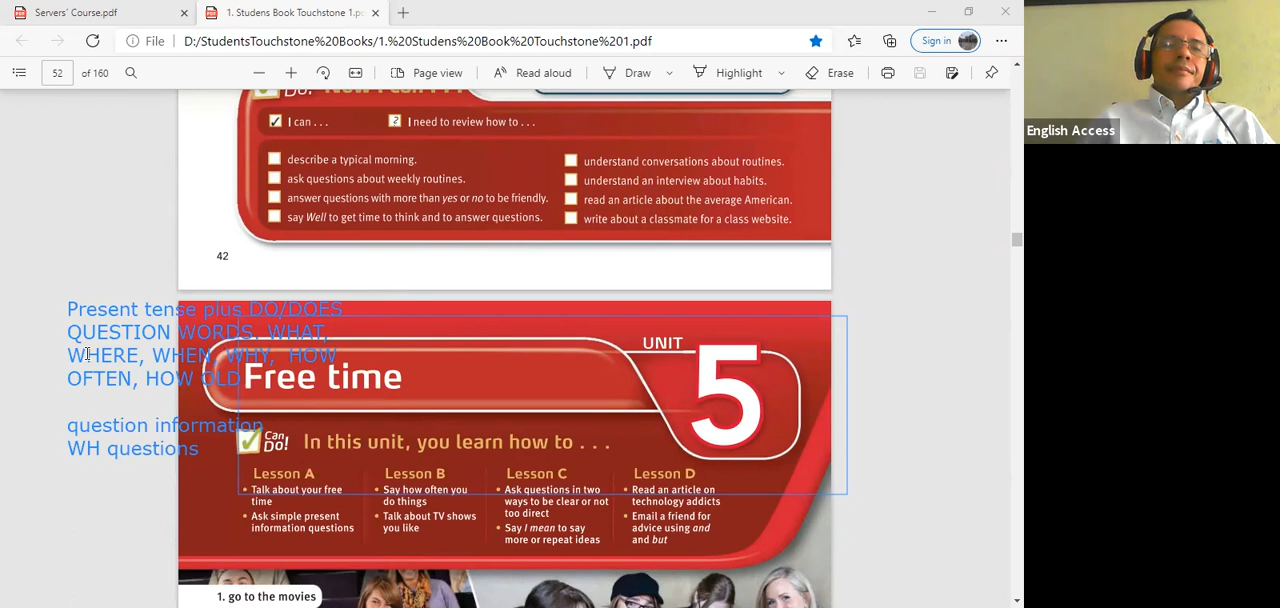 Servers' Course.pdf
1. Studens Book Touchstone 1.p
File D:/StudentsTouchstone%20Books/1.%20Studens%20Book%20Touchstone%201.pdf
Sign in
52 of 160
Page view
Read aloud
Draw
Highlight
Erase
English Access
Do! Now I can . . .
I can . . .
I need to review how to . . .
describe a typical morning.
ask questions about weekly routines.
answer questions with more than yes or no to be friendly.
say Well to get time to think and to answer questions.
understand conversations about routines.
understand an interview about habits.
read an article about the average American.
write about a classmate for a class website.
42
Present tense plus DO/DOES
QUESTION WORDS. WHAT,
WHERE, WHEN, WHY, HOW
OFTEN, HOW OLD
question information
WH questions
UNIT
5
Free time
Can
Do!
In this unit, you learn how to . . .
Lesson A
• Talk about your free
time
• Ask simple present
information questions
Lesson B
• Say how often you
do things
• Talk about TV shows
you like
Lesson C
• Ask questions in two
ways to be clear or not
too direct
• Say I mean to say
more or repeat ideas
Lesson D
• Read an article on
technology addicts
• Email a friend for
advice using and
and but
1. go to the movies